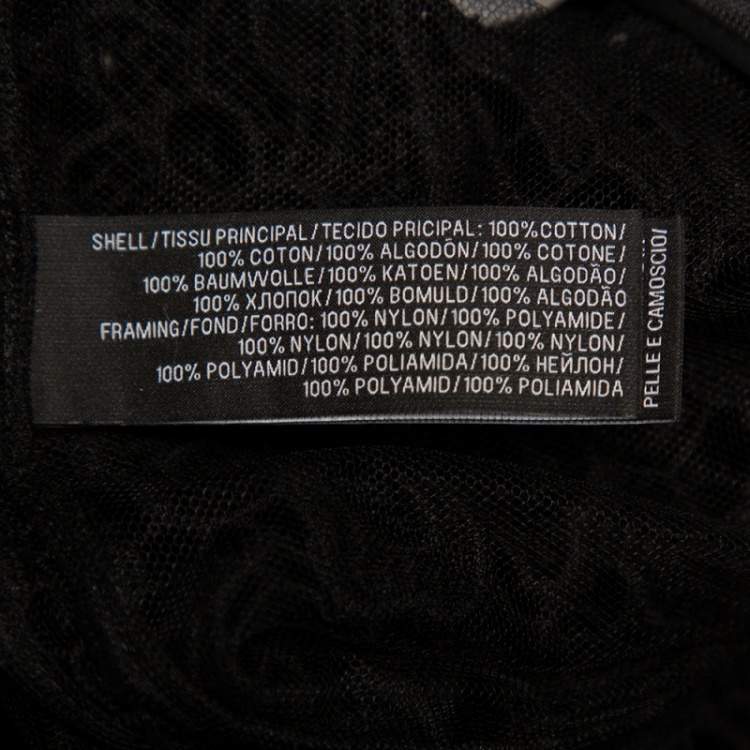 SHELL/TISSU PRINCIPAL/TECIDO PRICIPAL: 100%COTTON/
100% COTON/100% ALGODÓN/100% COTONE/
100% BAUMWOLLE/100% KATOEN/100% ALGODÃO/
100% ХЛОПОК/100% BOMULD/100% ALGODÃO
FRAMING/FOND/FORRO: 100% NYLON/100% POLYAMIDE/
100% NYLON/100% NYLON/100% NYLON/
100% POLYAMID/100% POLIAMIDA/100% НЕЙЛОН/
100% POLYAMID/100% POLIAMIDA
PELLE E CAMOSCIO/